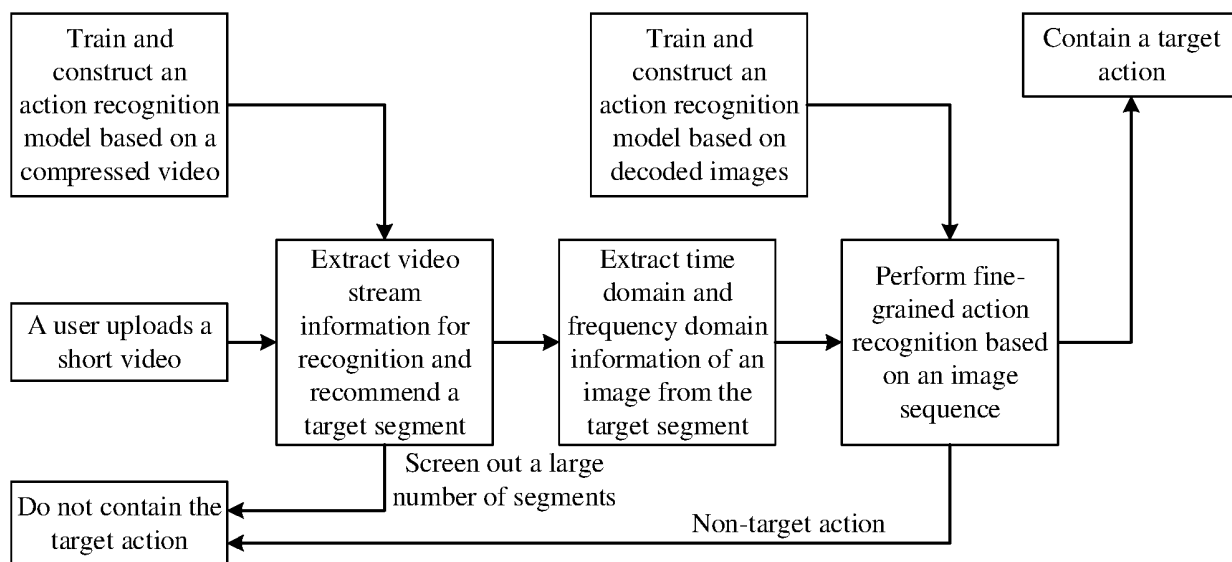 Train and
construct an
action recognition
model based on a
compressed video
Train and
construct an
action recognition
model based on
decoded images
Contain a target
action
A user uploads a
short video
Extract video
stream
information for
recognition and
recommend a
target segment
Extract time
domain and
frequency domain
information of an
image from the
target segment
Perform fine-
grained action
recognition based
on an image
sequence
Screen out a large
number of segments
Do not contain the
target action
Non-target action